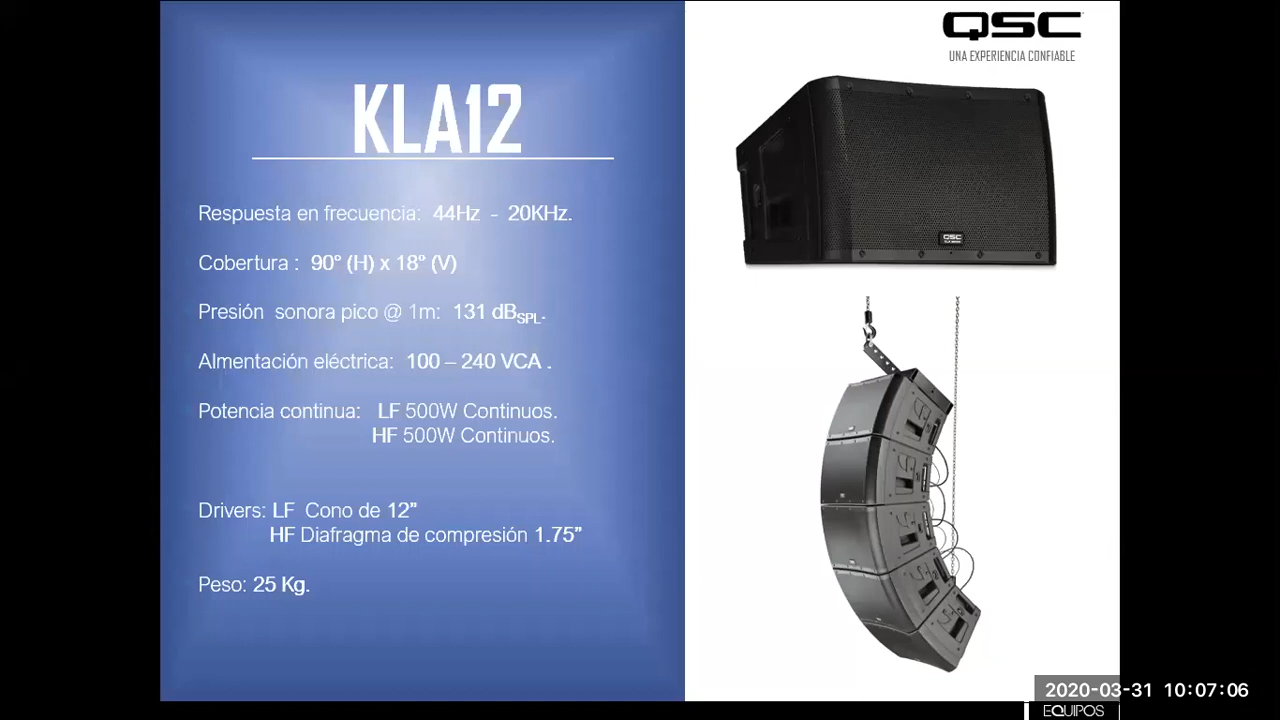 KLA12
Respuesta en frecuencia: 44Hz - 20KHz.
Cobertura : 90° (H) x 18° (V)
Presión sonora pico @ 1m: 131 dBSPL.
Alimentación eléctrica: 100 – 240 VCA .
Potencia continua: LF 500W Continuos.
HF 500W Continuos.
Drivers: LF Cono de 12”
HF Diafragma de compresión 1.75”
Peso: 25 Kg.
QSC
UNA EXPERIENCIA CONFIABLE
QSC
2020-03-31 10:07:06
EQUIPOS